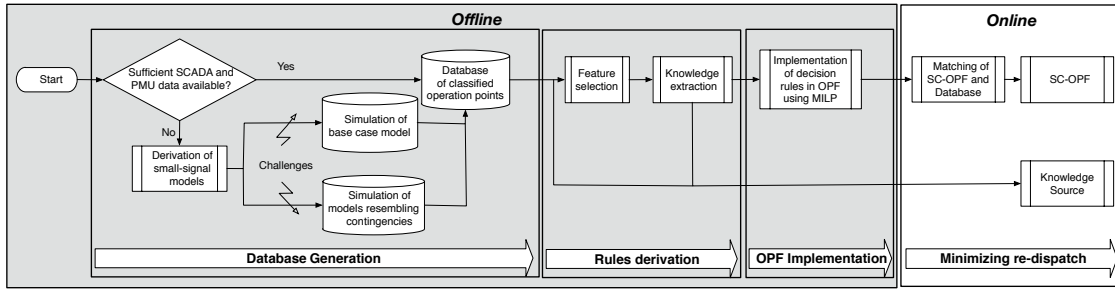 Offline
Online
Start
Sufficient SCADA and
PMU data available?
Yes
No
Derivation of
small-signal
models
Challenges
Simulation of
base case model
Simulation of
models resembling
contingencies
Database
of classified
operation points
Feature
selection
Knowledge
extraction
Implementation
of decision
rules in OPF
using MILP
Matching of
SC-OPF and
Database
SC-OPF
Knowledge
Source
Database Generation
Rules derivation
OPF Implementation
Minimizing re-dispatch